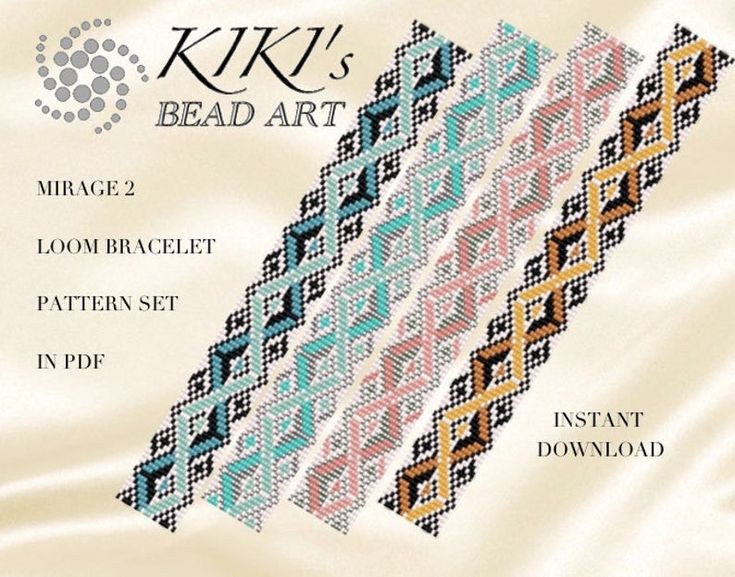 KIKI's
BEAD ART
MIRAGE 2
LOOM BRACELET
PATTERN SET
IN PDF
INSTANT
DOWNLOAD